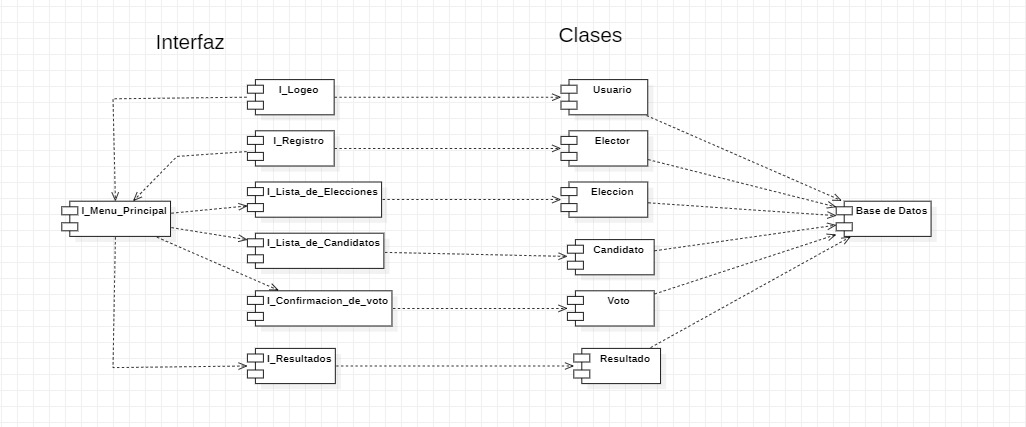 Interfaz
Clases
I_Logeo
Usuario
I_Registro
Elector
I_Lista_de_Elecciones
Eleccion
I_Menu_Principal
Base de Datos
I_Lista_de_Candidatos
Candidato
I_Confirmacion_de_voto
Voto
I_Resultados
Resultado